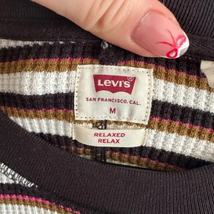 LEVI'S
SAN FRANCISCO, CAL.
M
RELAXED
RELAX